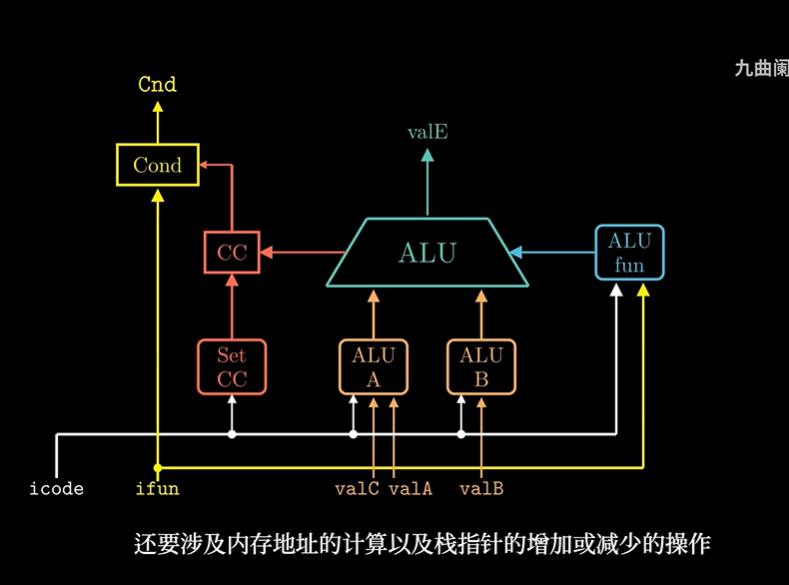 九曲阑
Cnd
valE
Cond
CC
ALU
ALU
fun
Set
CC
ALU
A
ALU
B
icode
ifun
valC
valA
valB
还要涉及内存地址的计算以及栈指针的增加或减少的操作